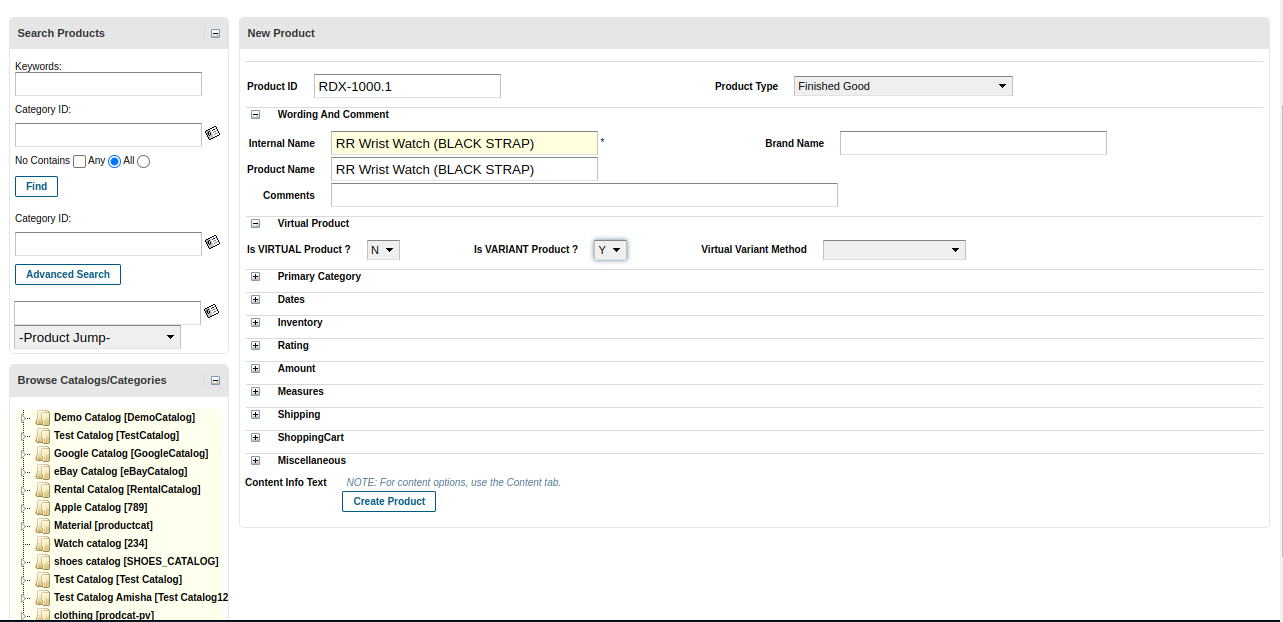 Search Products
Keywords:
Category ID:
No Contains Any All
Find
Category ID:
Advanced Search
-Product Jump-
Browse Catalogs/Categories
Demo Catalog [DemoCatalog]
Test Catalog [TestCatalog]
Google Catalog [GoogleCatalog]
eBay Catalog [eBayCatalog]
Rental Catalog [RentalCatalog]
Apple Catalog [789]
Material [productcat]
Watch catalog [234]
shoes catalog [SHOES_CATALOG]
Test Catalog [Test Catalog]
Test Catalog Amisha [Test Catalog12
clothing [prodcat-pv]
New Product
Product ID RDX-1000.1 Product Type Finished Good
Wording And Comment
Internal Name RR Wrist Watch (BLACK STRAP) * Brand Name
Product Name RR Wrist Watch (BLACK STRAP)
Comments
Virtual Product
Is VIRTUAL Product ? N Is VARIANT Product ? Y Virtual Variant Method
Primary Category
Dates
Inventory
Rating
Amount
Measures
Shipping
ShoppingCart
Miscellaneous
Content Info Text NOTE: For content options, use the Content tab.
Create Product